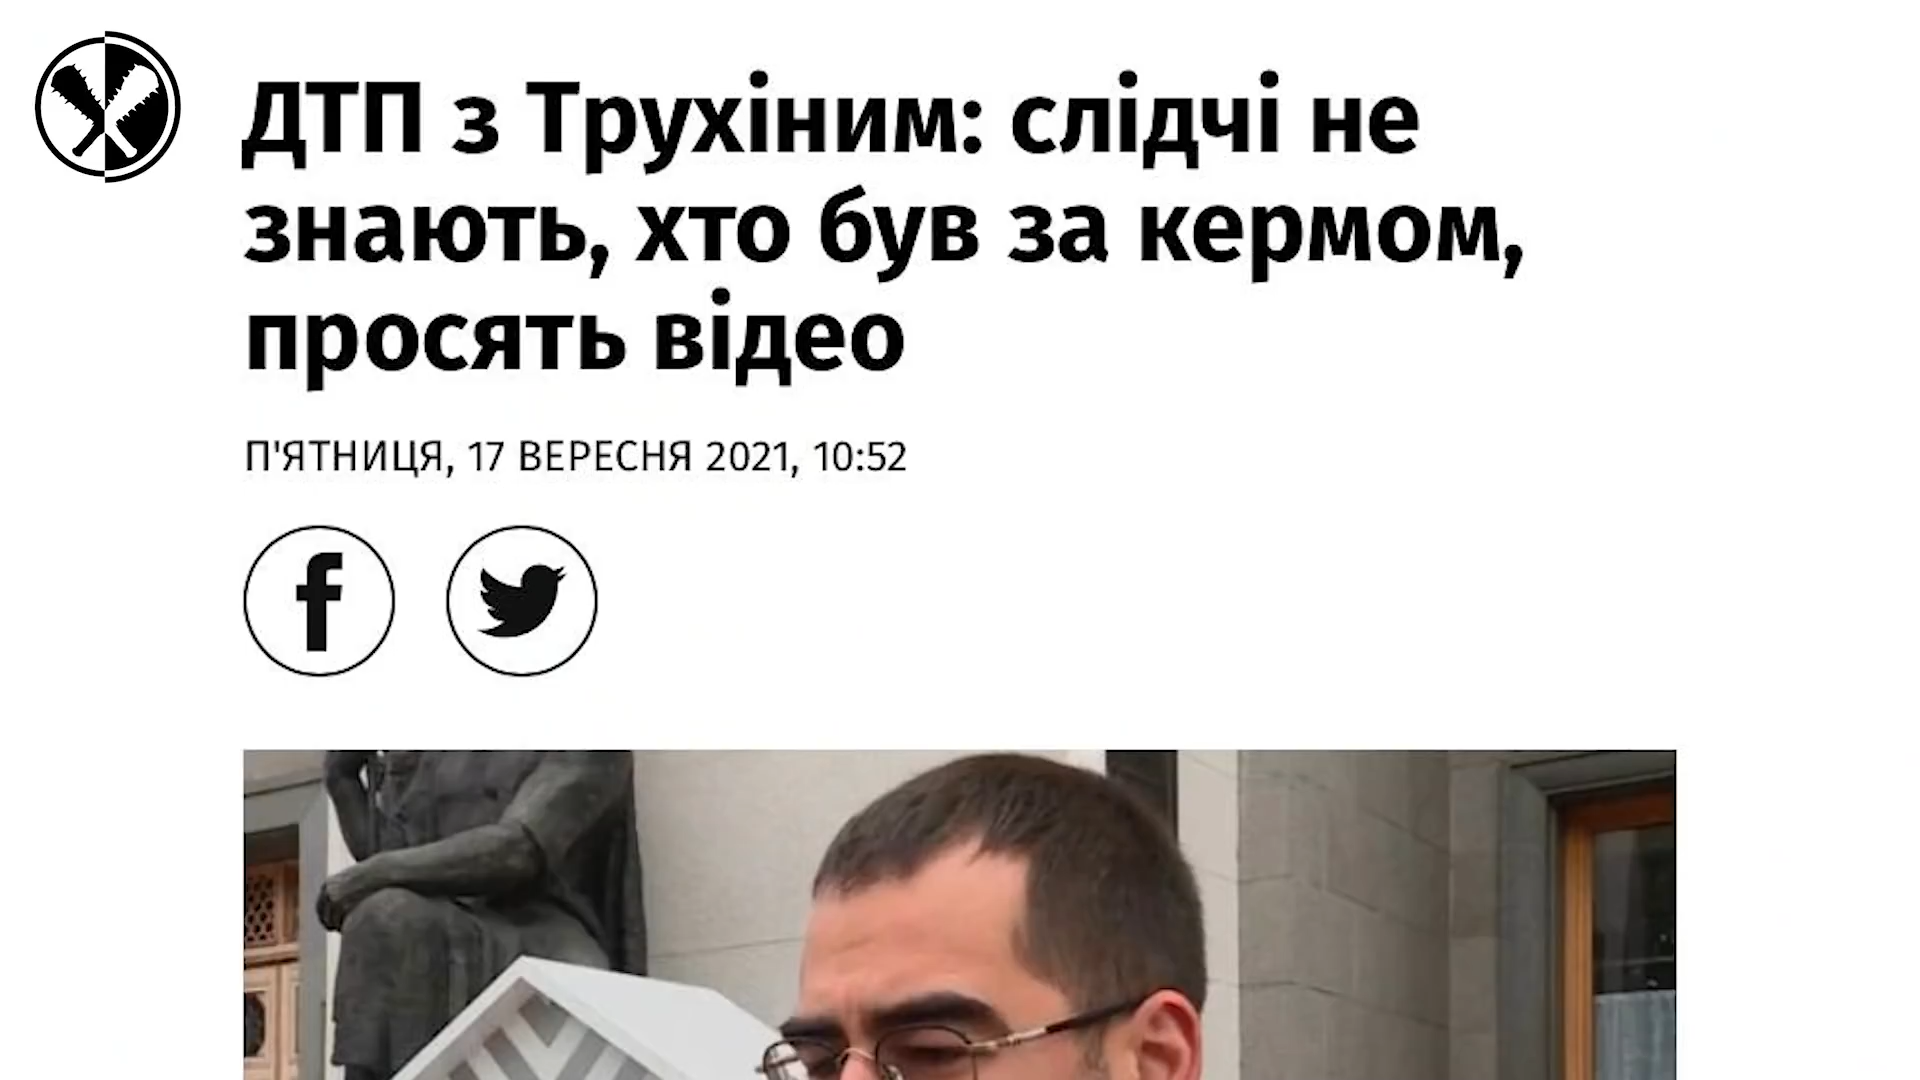 ДТП з Трухіним: слідчі не
знають, хто був за кермом,
просять відео
П'ЯТНИЦЯ, 17 ВЕРЕСНЯ 2021, 10:52